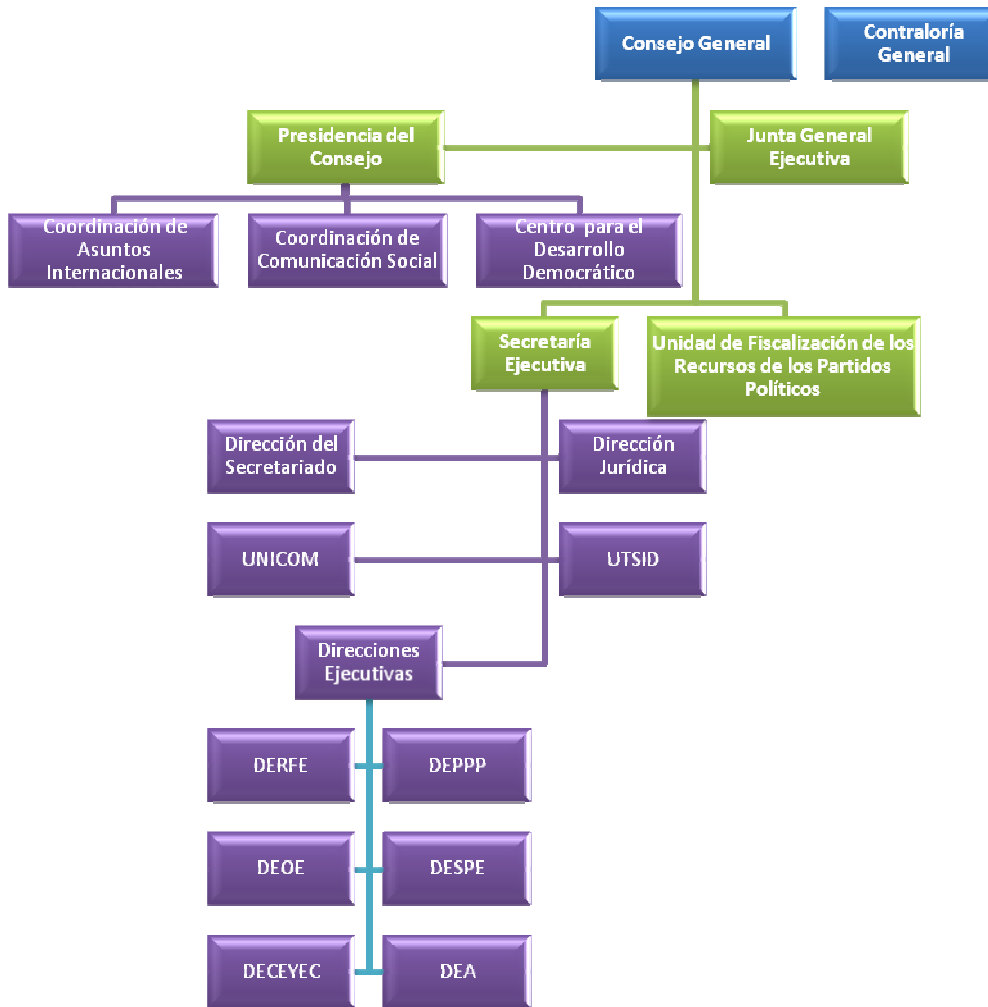 Consejo General
Contraloría
General
Presidencia del
Consejo
Junta General
Ejecutiva
Coordinación de
Asuntos
Internacionales
Coordinación de
Comunicación Social
Centro para el
Desarrollo
Democrático
Secretaría
Ejecutiva
Unidad de Fiscalización de los
Recursos de los Partidos
Políticos
Dirección del
Secretariado
Dirección
Jurídica
UNICOM
UTSID
Direcciones
Ejecutivas
DERFE
DEPPP
DEOE
DESPE
DECEYEC
DEA